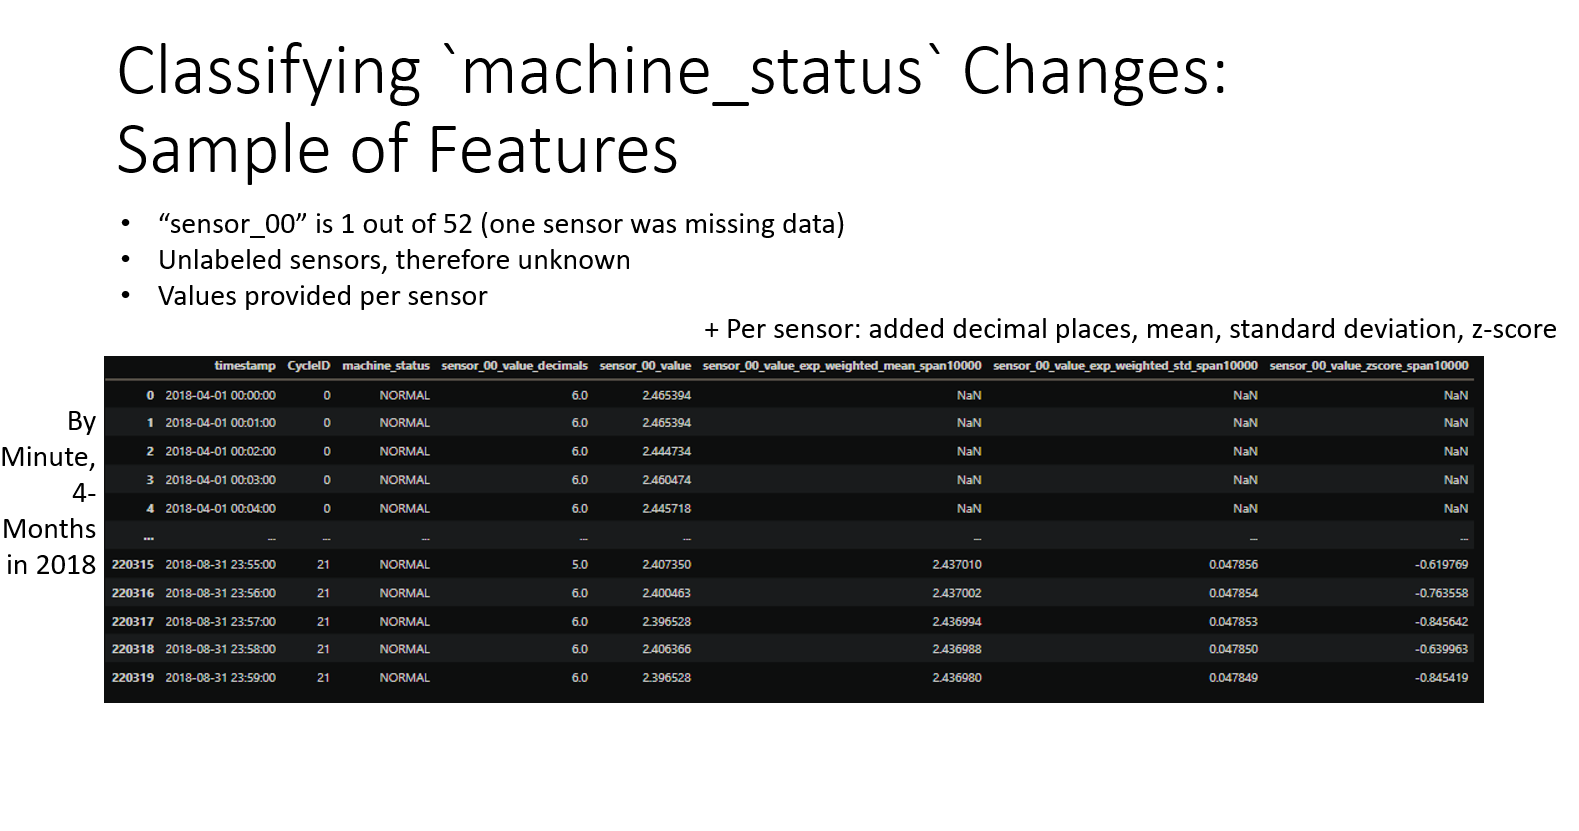 Classifying `machine_status` Changes:
Sample of Features
• “sensor_00” is 1 out of 52 (one sensor was missing data)
• Unlabeled sensors, therefore unknown
• Values provided per sensor
+ Per sensor: added decimal places, mean, standard deviation, z-score
By
Minute,
4-
Months
in 2018
timestamp CycleID machine_status sensor_00_value_decimals sensor_00_value sensor_00_value_exp_weighted_mean_span10000 sensor_00_value_exp_weighted_std_span10000 sensor_00_value_zscore_span10000
0 2018-04-01 00:00:00 0 NORMAL 6.0 2.465394 NaN NaN NaN
1 2018-04-01 00:01:00 0 NORMAL 6.0 2.465394 NaN NaN NaN
2 2018-04-01 00:02:00 0 NORMAL 6.0 2.444734 NaN NaN NaN
3 2018-04-01 00:03:00 0 NORMAL 6.0 2.460474 NaN NaN NaN
4 2018-04-01 00:04:00 0 NORMAL 6.0 2.445718 NaN NaN NaN
... ... ... ... ... ... ... ... ...
220315 2018-08-31 23:55:00 21 NORMAL 5.0 2.407350 2.437010 0.047856 -0.619769
220316 2018-08-31 23:56:00 21 NORMAL 6.0 2.400463 2.437002 0.047854 -0.763558
220317 2018-08-31 23:57:00 21 NORMAL 6.0 2.396528 2.436994 0.047853 -0.845642
220318 2018-08-31 23:58:00 21 NORMAL 6.0 2.406366 2.436988 0.047850 -0.639963
220319 2018-08-31 23:59:00 21 NORMAL 6.0 2.396528 2.436980 0.047849 -0.845419